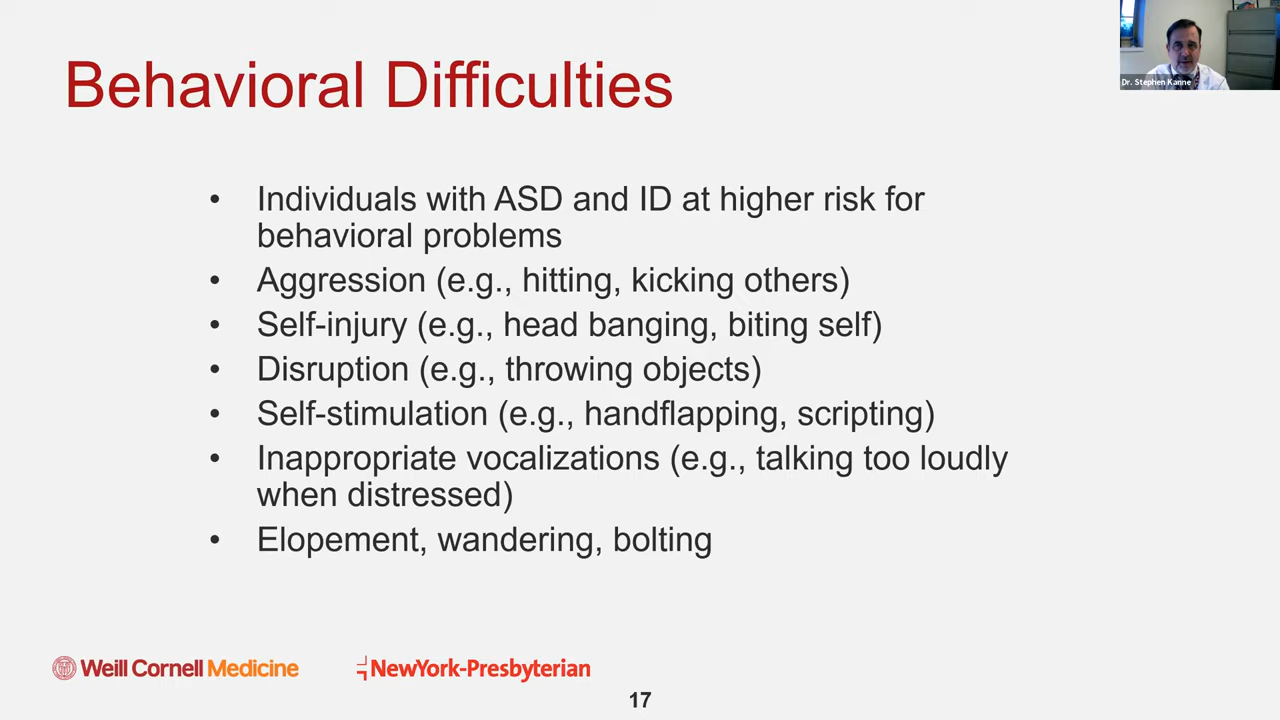 Behavioral Difficulties
Dr. Stephen Kanne
• Individuals with ASD and ID at higher risk for
behavioral problems
• Aggression (e.g., hitting, kicking others)
• Self-injury (e.g., head banging, biting self)
• Disruption (e.g., throwing objects)
• Self-stimulation (e.g., handflapping, scripting)
• Inappropriate vocalizations (e.g., talking too loudly
when distressed)
• Elopement, wandering, bolting
Weill Cornell Medicine
NewYork-Presbyterian
17